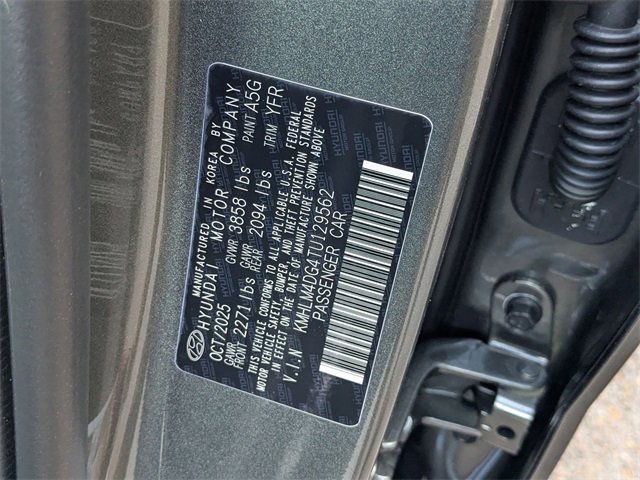 MANUFACTURED IN KOREA BY
HYUNDAI MOTOR COMPANY
OCT/2025 GVWR 3858 lbs PAINT A5G
GAWR FRONT 2271 lbs GAWR REAR 2094 lbs TRIM YFR
THIS VEHICLE CONFORMS TO ALL APPLICABLE U.S.A. FEDERAL
MOTOR VEHICLE SAFETY, BUMPER, AND THEFT PREVENTION STANDARDS
IN EFFECT ON THE DATE OF MANUFACTURE SHOWN ABOVE
V.I.N KMHLM4DG4TU129562
PASSENGER CAR